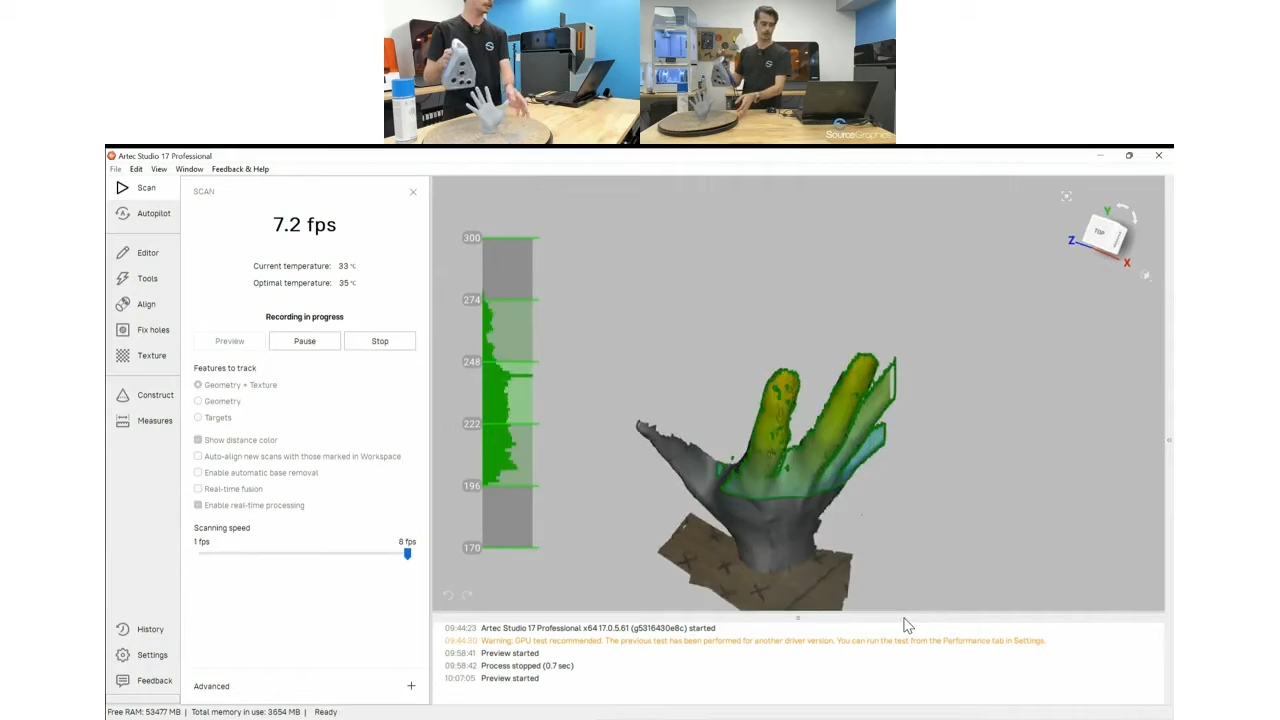 SourceGraphics
Artec Studio 17 Professional
File Edit View Window Feedback & Help
Scan
Autopilot
Editor
Tools
Align
Fix holes
Texture
Construct
Measures
History
Settings
Feedback
SCAN
7.2 fps
Current temperature: 33 °C
Optimal temperature: 35 °C
Recording in progress
Preview Pause Stop
Features to track
Geometry + Texture
Geometry
Targets
Show distance color
Auto-align new scans with those marked in Workspace
Enable automatic base removal
Real-time fusion
Enable real-time processing
Scanning speed
1 fps 8 fps
Advanced
300
274
248
222
196
170
Y
TOP
Z
X
09:44:23 Artec Studio 17 Professional x64 17.0.5.61 (g5316430e8c) started
09:44:30 Warning: GPU test recommended. The previous test has been performed for another driver version. You can run the test from the Performance tab in Settings.
09:58:41 Preview started
09:58:42 Process stopped (0.7 sec)
10:07:05 Preview started
Free RAM: 53477 MB | Total memory in use: 3654 MB | Ready